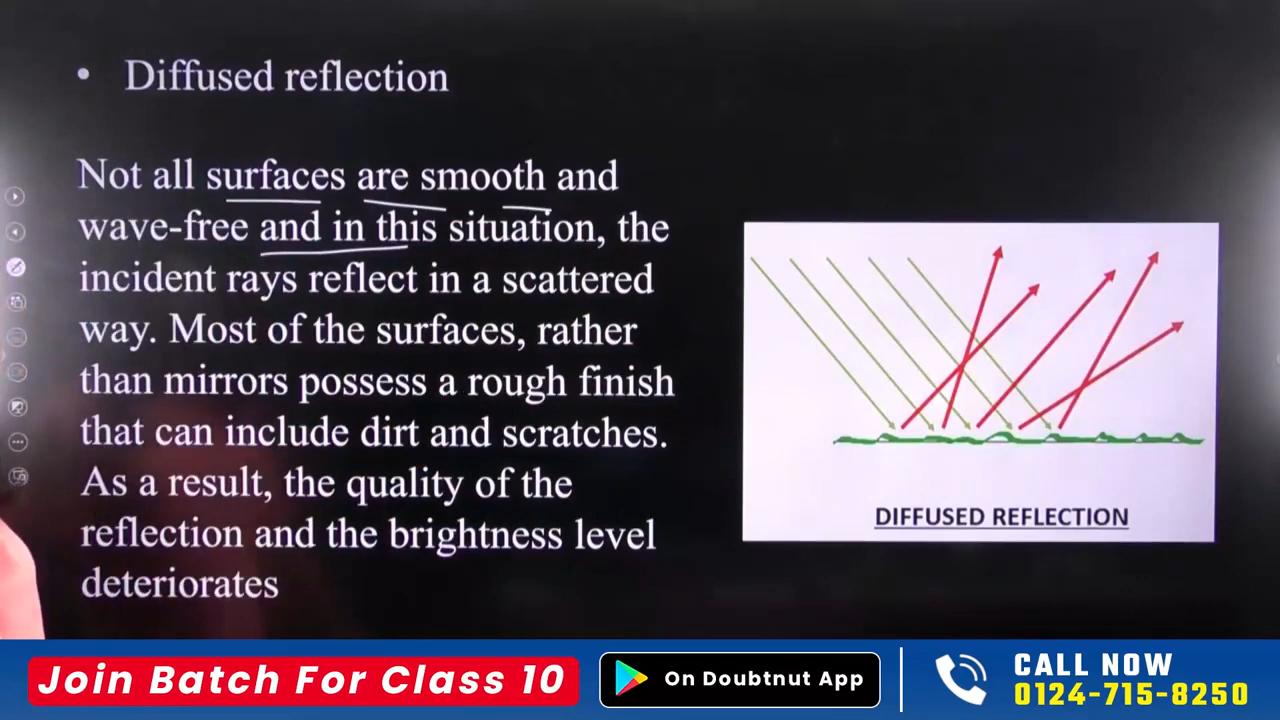 • Diffused reflection
Not all surfaces are smooth and
wave-free and in this situation, the
incident rays reflect in a scattered
way. Most of the surfaces, rather
than mirrors possess a rough finish
that can include dirt and scratches.
As a result, the quality of the
reflection and the brightness level
deteriorates
DIFFUSED REFLECTION
Join Batch For Class 10
On Doubtnut App
CALL NOW
0124-715-8250